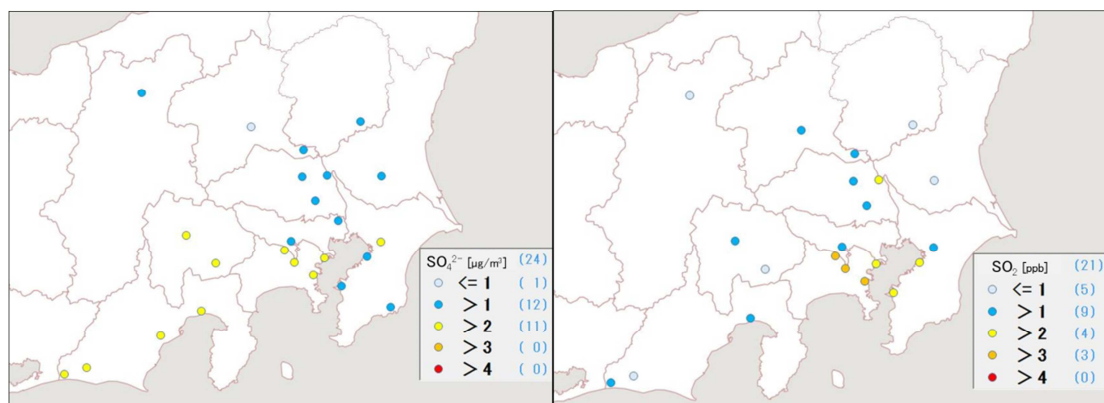 SO₄²⁻ [µg/m³] (24)
<= 1 ( 1)
> 1 (12)
> 2 (11)
> 3 ( 0)
> 4 ( 0)
SO₂ [ppb] (21)
<= 1 (5)
> 1 (9)
> 2 (4)
> 3 (3)
> 4 (0)